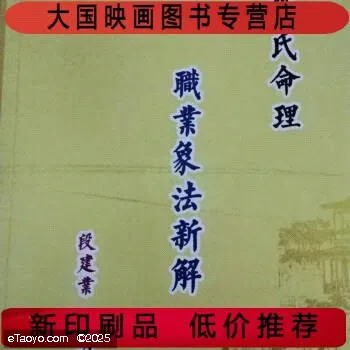 大国映画图书专营店
氏命理
職業象法新解
段建業
新印刷品 低价推荐
eTaoyo.com ©2025